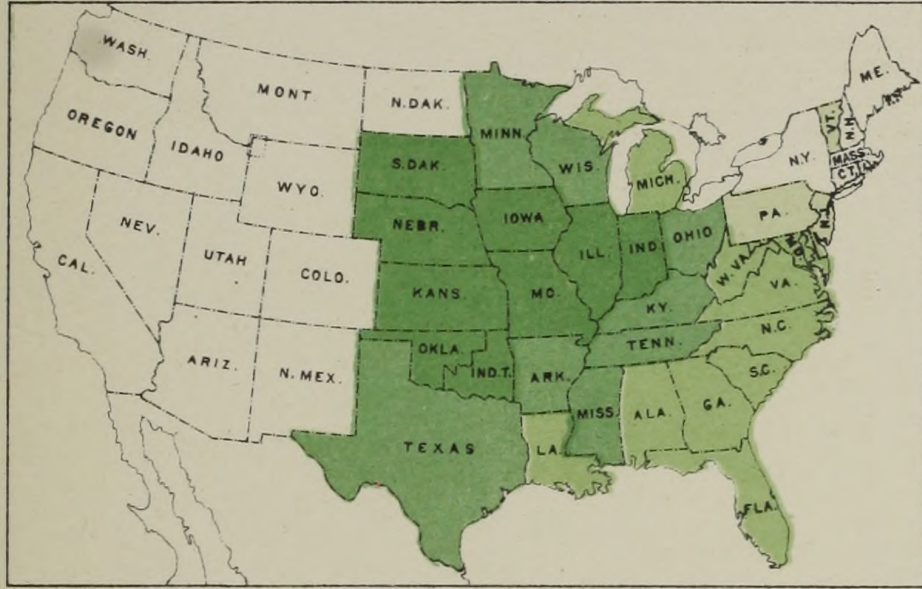 WASH.
MONT.
N.DAK.
MINN.
ME.
OREGON
IDAHO
S.DAK.
WIS.
MICH.
N.Y.
VT.
N.H.
MASS.
CT.
WYO.
NEBR.
IOWA
PA.
N.J.
NEV.
UTAH
COLO.
ILL.
IND.
OHIO
W.VA.
MD.
CAL.
KANS.
MO.
KY.
VA.
ARIZ.
N.MEX.
OKLA.
IND.T.
ARK.
TENN.
N.C.
S.C.
TEXAS
LA.
MISS.
ALA.
GA.
FLA.